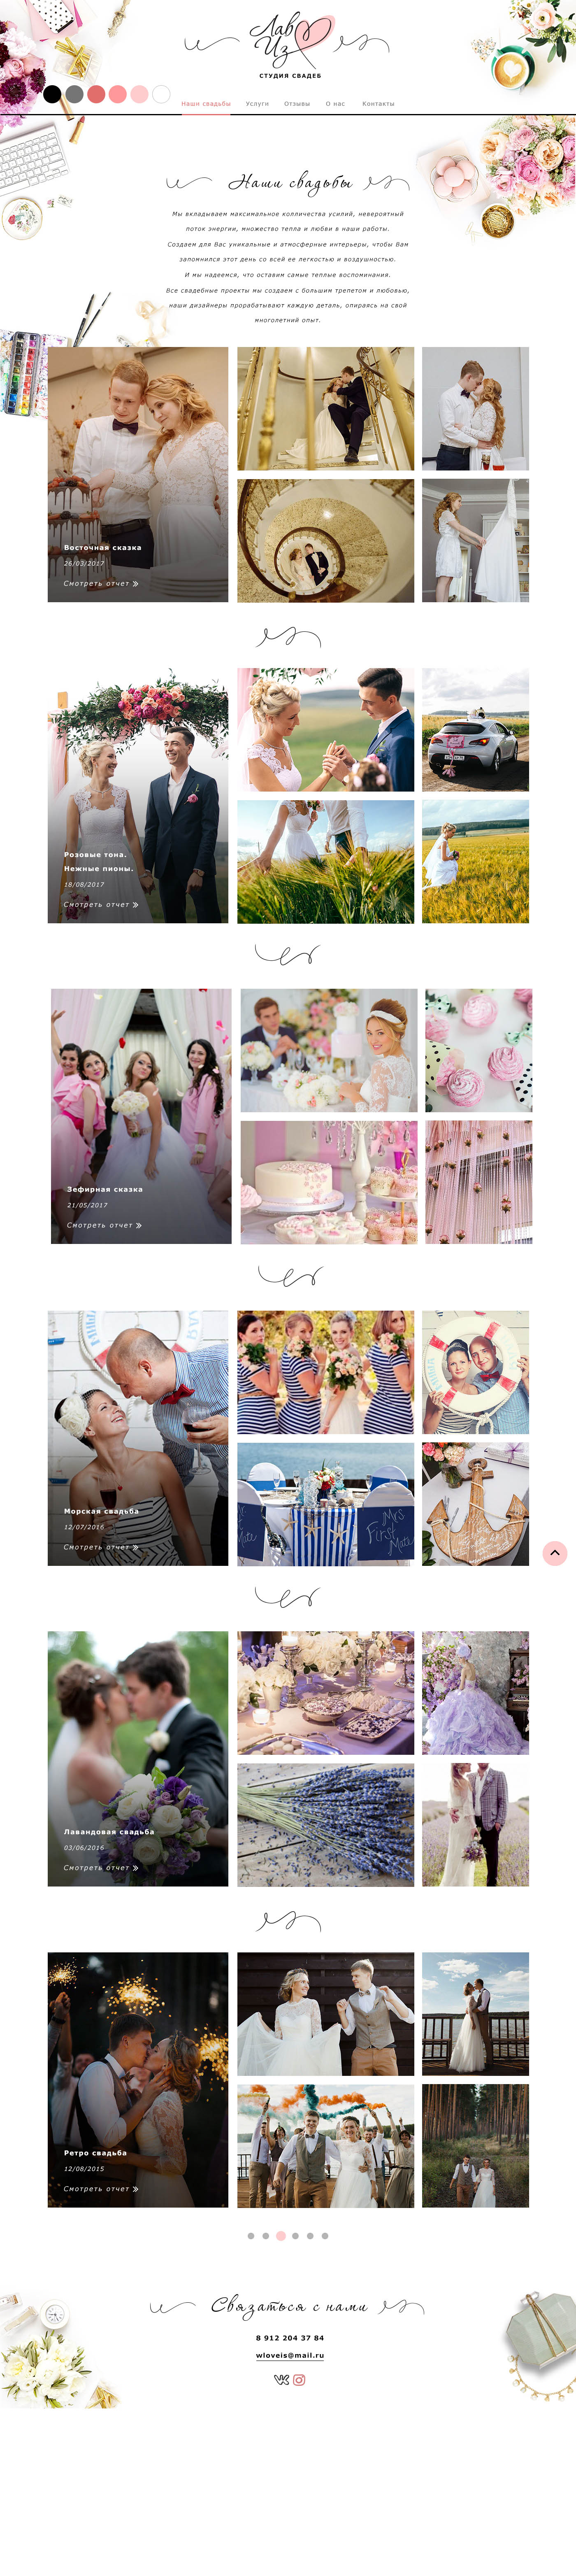 Лав
Из
СТУДИЯ СВАДЕБ
Наши свадьбы Услуги Отзывы О нас Контакты
Наши свадьбы
Мы вкладываем максимальное колличества усилий, невероятный
поток энергии, множество тепла и любви в наши работы.
Создаем для Вас уникальные и атмосферные интерьеры, чтобы Вам
запомнился этот день со всей ее легкостью и воздушностью.
И мы надеемся, что оставим самые теплые воспоминания.
Все свадебные проекты мы создаем с большим трепетом и любовью,
наши дизайнеры прорабатывают каждую деталь, опираясь на свой
многолетний опыт.
Восточная сказка
26/03/2017
Смотреть отчет
Розовые тона.
Нежные пионы.
18/08/2017
Смотреть отчет
Зефирная сказка
21/05/2017
Смотреть отчет
Морская свадьба
12/07/2016
Смотреть отчет
Mrs
First
Mate
Лавандовая свадьба
03/06/2016
Смотреть отчет
Ретро свадьба
12/08/2015
Смотреть отчет
Связаться с нами
8 912 204 37 84
wloveis@mail.ru